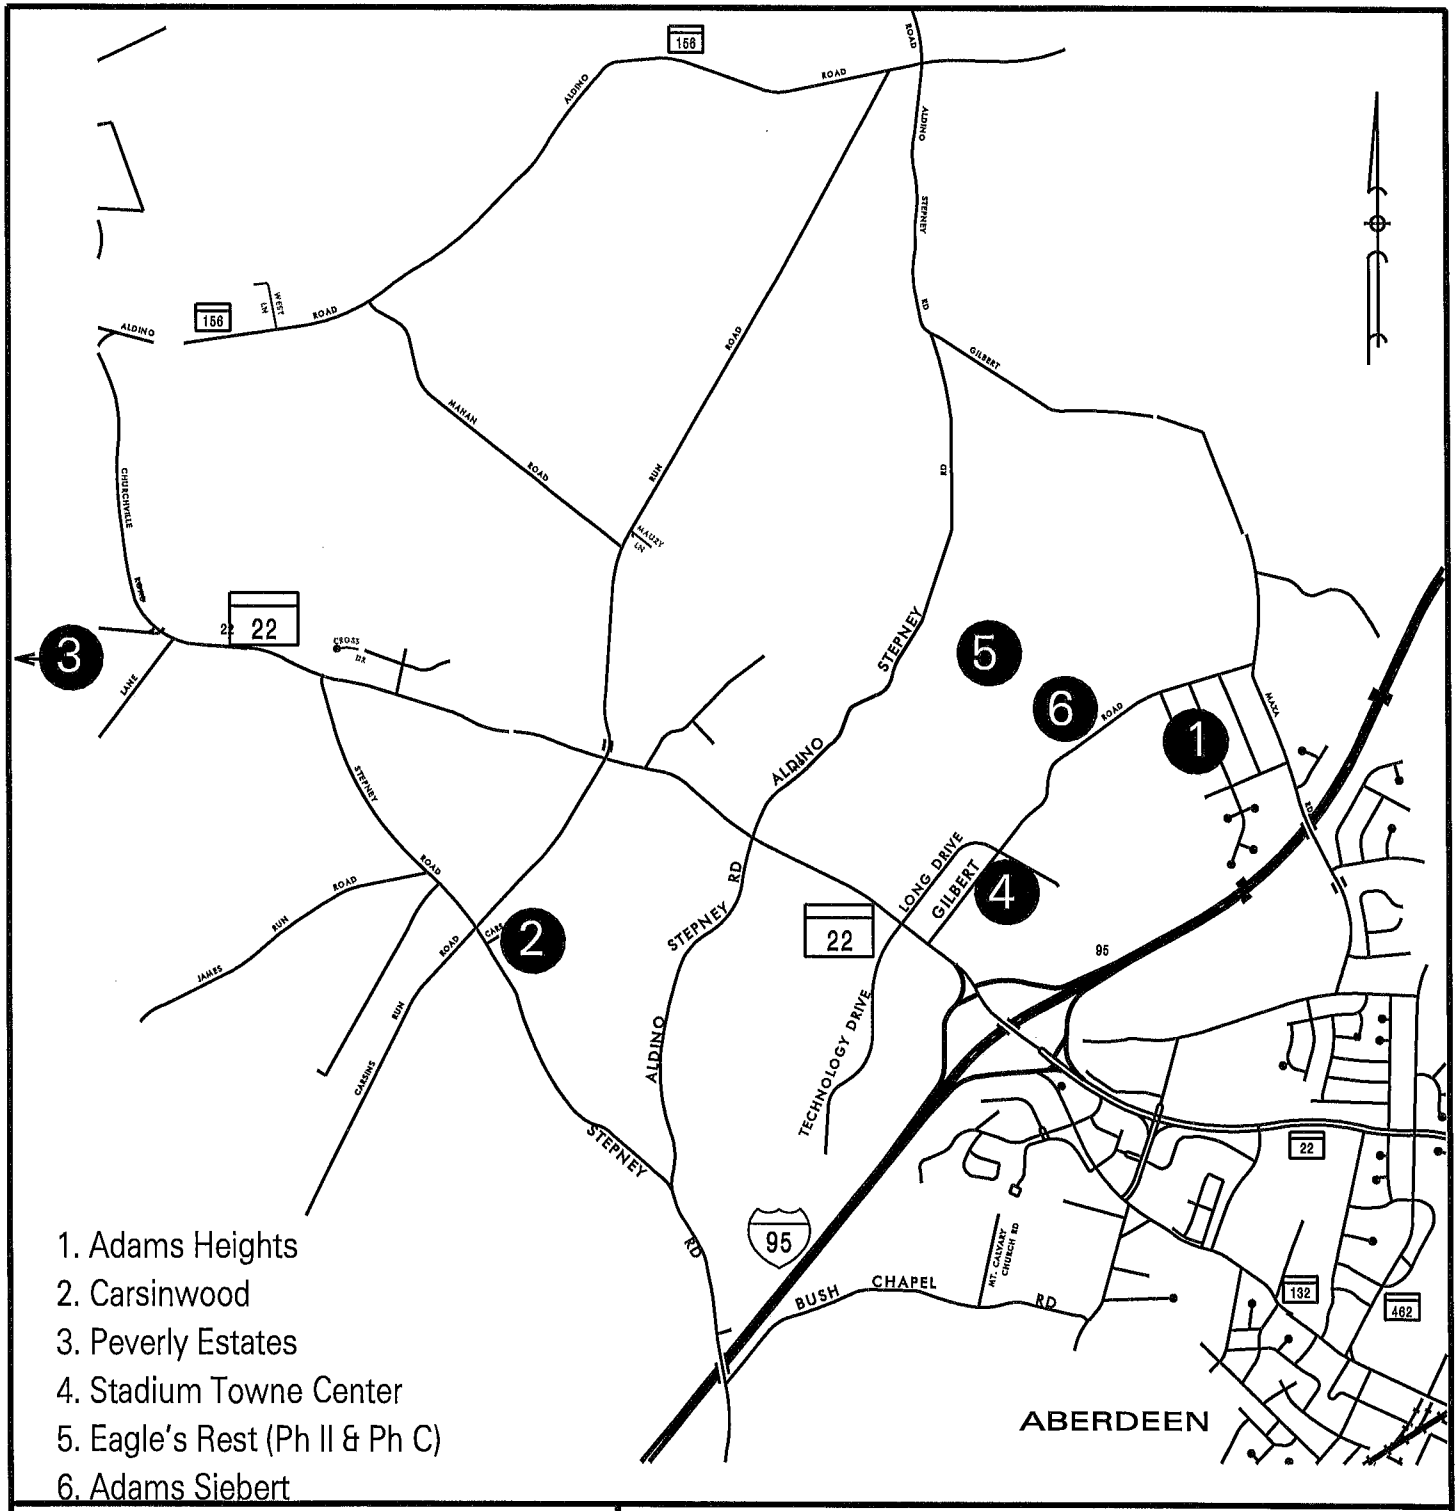 156
ROAD
ALDINO
ROAD
ALDINO
STEPNEY
RD
156
WEST
LN
ROAD
ALDINO
GILBERT
ROAD
MAHAN
ROAD
RUN
MAURY
LN
RD
CHURCHVILLE
ROAD
22
22
CROSS
DR
3
LANE
STEPNEY
5
6
ROAD
1
MAXA
RD
ALDINO
RD
STEPNEY
ROAD
ROAD
RUN
JAMES
CARS
2
ROAD
RUN
CARSINS
RD
STEPNEY
ALDINO
LONG DRIVE
GILBERT
4
22
95
TECHNOLOGY DRIVE
STEPNEY
RD
95
BUSH
CHAPEL
RD
MT. CALVARY
CHURCH RD
22
132
462
ABERDEEN
1. Adams Heights
2. Carsinwood
3. Peverly Estates
4. Stadium Towne Center
5. Eagle's Rest (Ph II & Ph C)
6. Adams Siebert